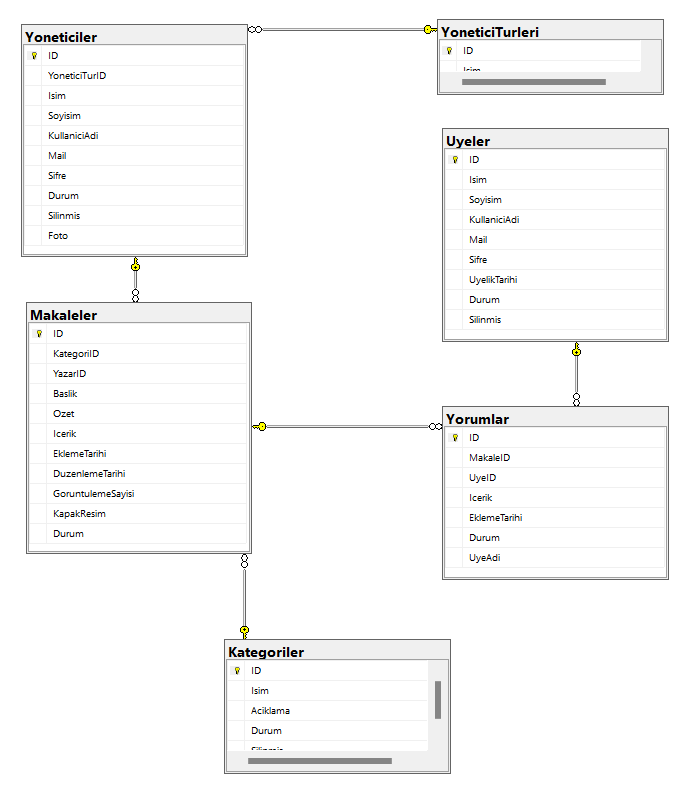 Yoneticiler
ID
YoneticiTurID
Isim
Soyisim
KullaniciAdi
Mail
Sifre
Durum
Silinmis
Foto
YoneticiTurleri
ID
Isim
Uyeler
ID
Isim
Soyisim
KullaniciAdi
Mail
Sifre
UyelikTarihi
Durum
Silinmis
Makaleler
ID
KategoriID
YazarID
Baslik
Ozet
Icerik
EklemeTarihi
DuzenlemeTarihi
GoruntulemeSayisi
KapakResim
Durum
Yorumlar
ID
MakaleID
UyeID
Icerik
EklemeTarihi
Durum
UyeAdi
Kategoriler
ID
Isim
Aciklama
Durum
Silinmis